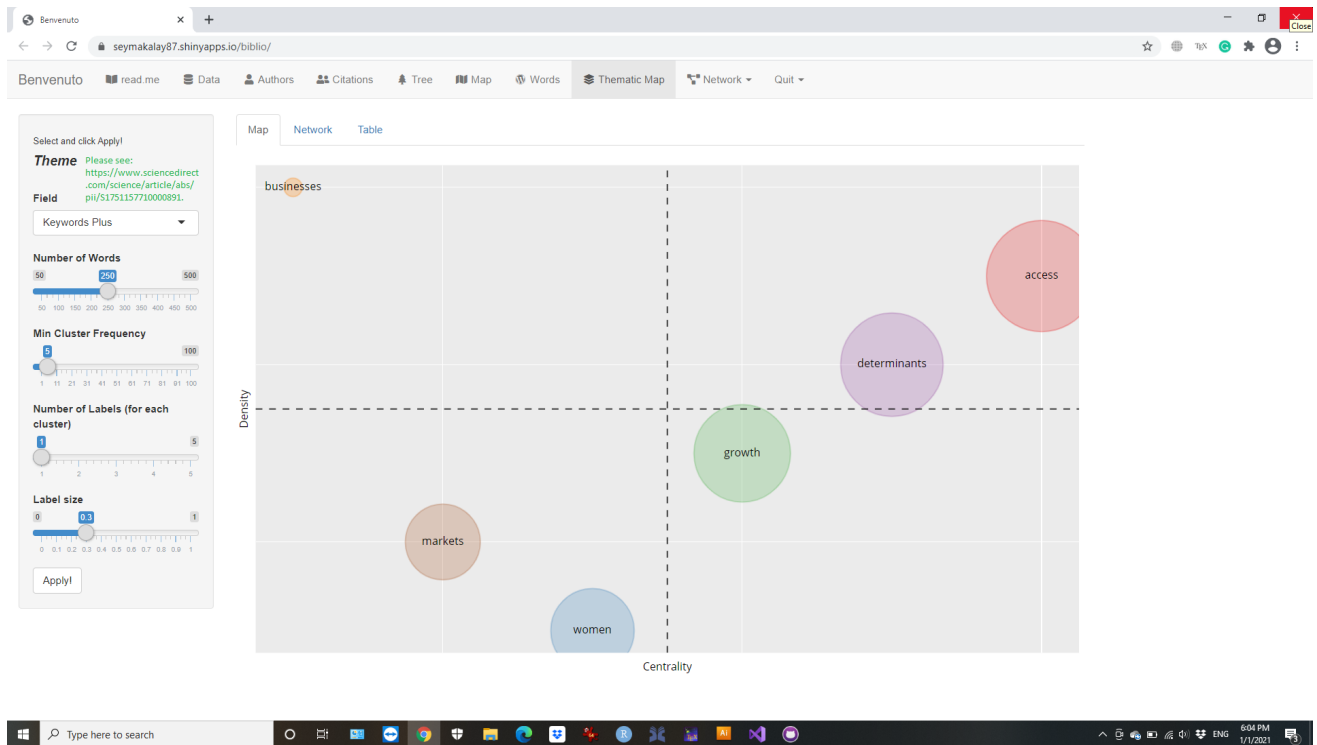 Benvenuto
Close
seymakalay87.shinyapps.io/biblio/
Benvenuto read.me Data Authors Citations Tree Map Words Thematic Map Network Quit
Select and click Apply!
Map Network Table
Theme
Please see:
https://www.sciencedirect
.com/science/article/abs/
pii/S1751157710000891.
Field
Keywords Plus
Number of Words
50 250 500
50 100 150 200 250 300 350 400 450 500
Min Cluster Frequency
5 100
1 11 21 31 41 51 61 71 81 91 100
Number of Labels (for each
cluster)
1 5
1 2 3 4 5
Label size
0 0.3 1
0 0.1 0.2 0.3 0.4 0.5 0.6 0.7 0.8 0.9 1
Apply!
businesses
access
determinants
Density
growth
markets
women
Centrality
Type here to search
ENG
6:04 PM
1/1/2021